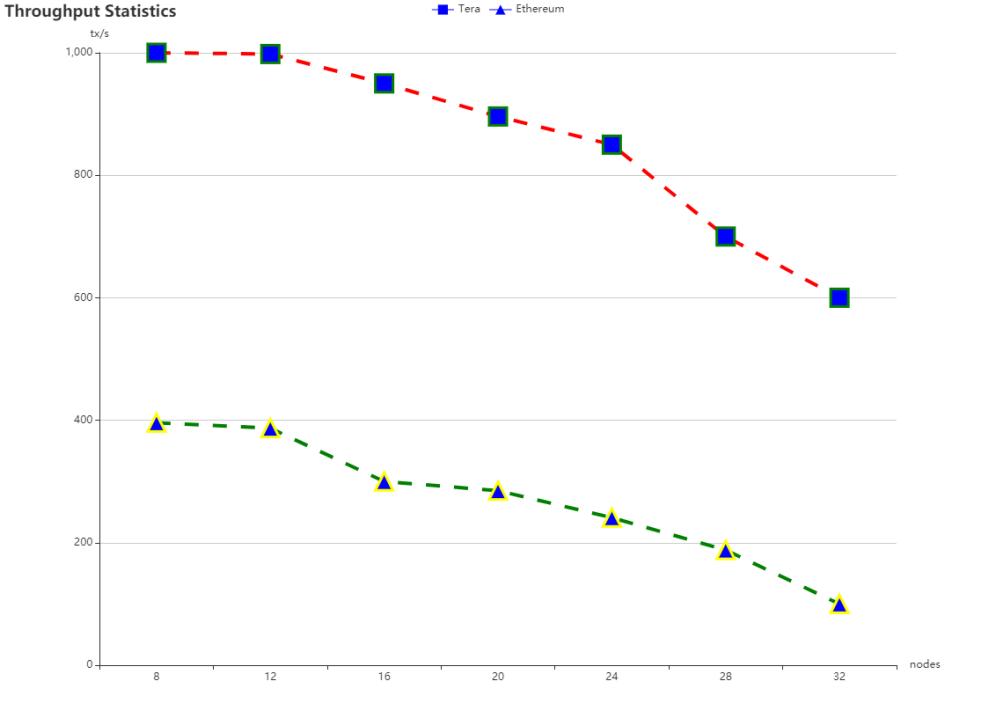 Throughput Statistics
Tera
Ethereum
tx/s
1,000
800
600
400
200
0
8
12
16
20
24
28
32
nodes